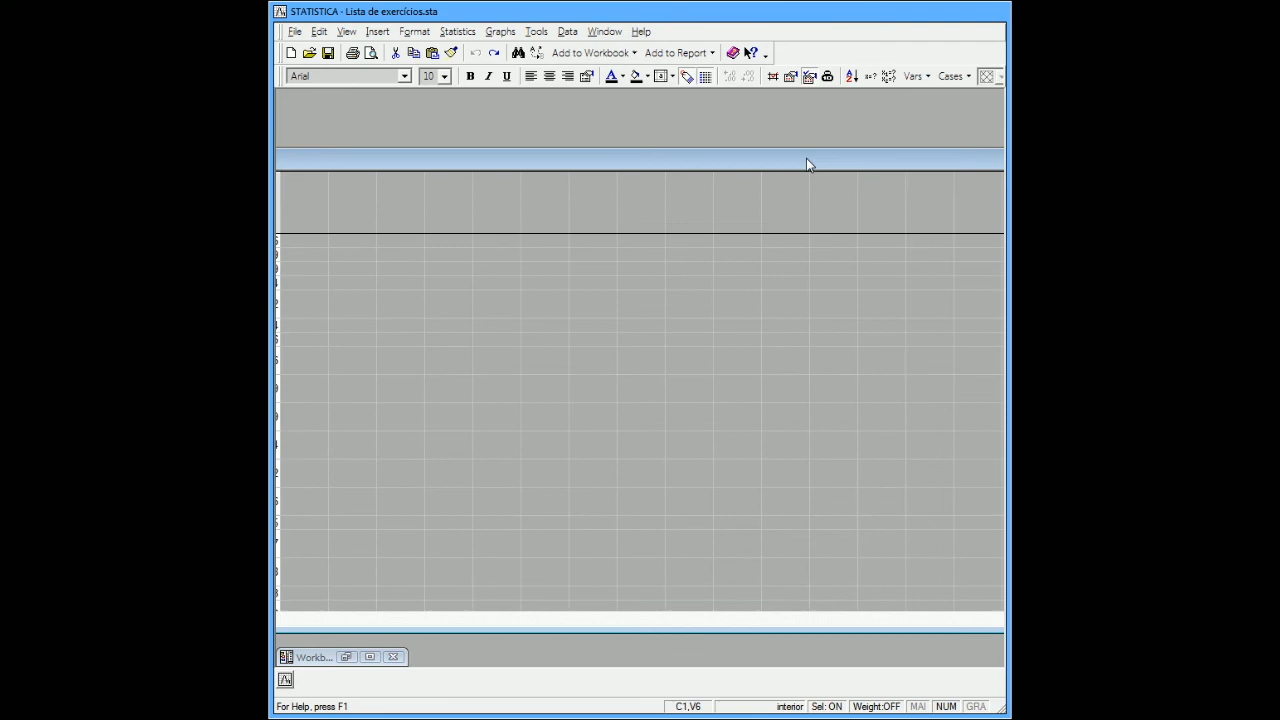 STATISTICA - Lista de exercícios.sta
File Edit View Insert Format Statistics Graphs Tools Data Window Help
Add to Workbook Add to Report
Arial 10 B I U Vars Cases
Workb...
For Help, press F1 C1,V6 interior Sel: ON Weight:OFF MAI NUM GRA